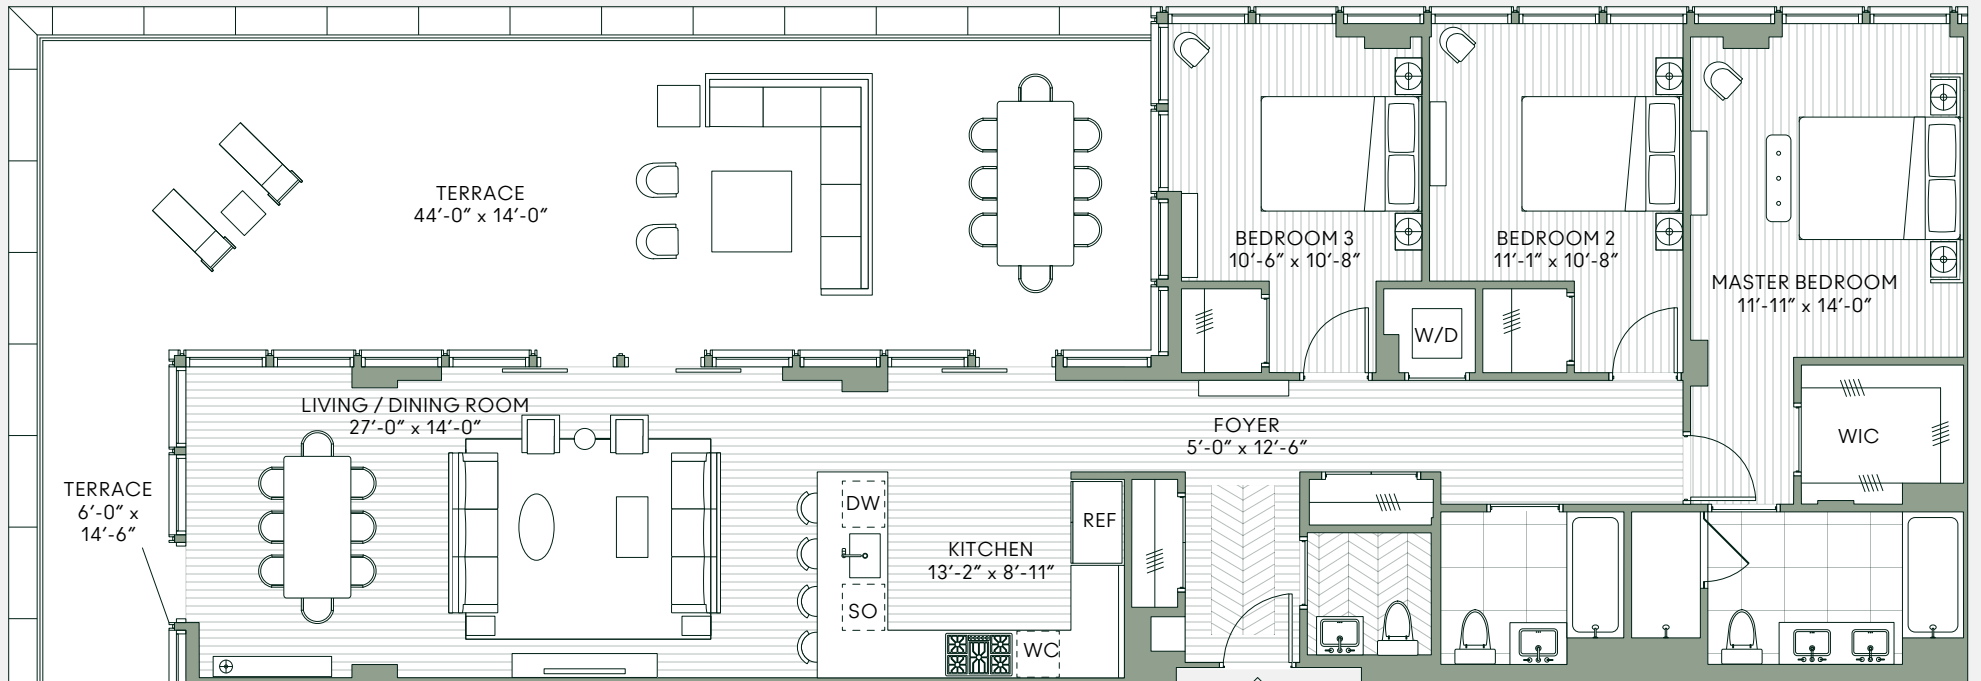 TERRACE
44'-0" x 14'-0"
BEDROOM 3
10'-6" x 10'-8"
BEDROOM 2
11'-1" x 10'-8"
MASTER BEDROOM
11'-11" x 14'-0"
W/D
LIVING / DINING ROOM
27'-0" x 14'-0"
FOYER
5'-0" x 12'-6"
WIC
TERRACE
6'-0" x
14'-6"
DW
REF
KITCHEN
13'-2" x 8'-11"
SO
WC